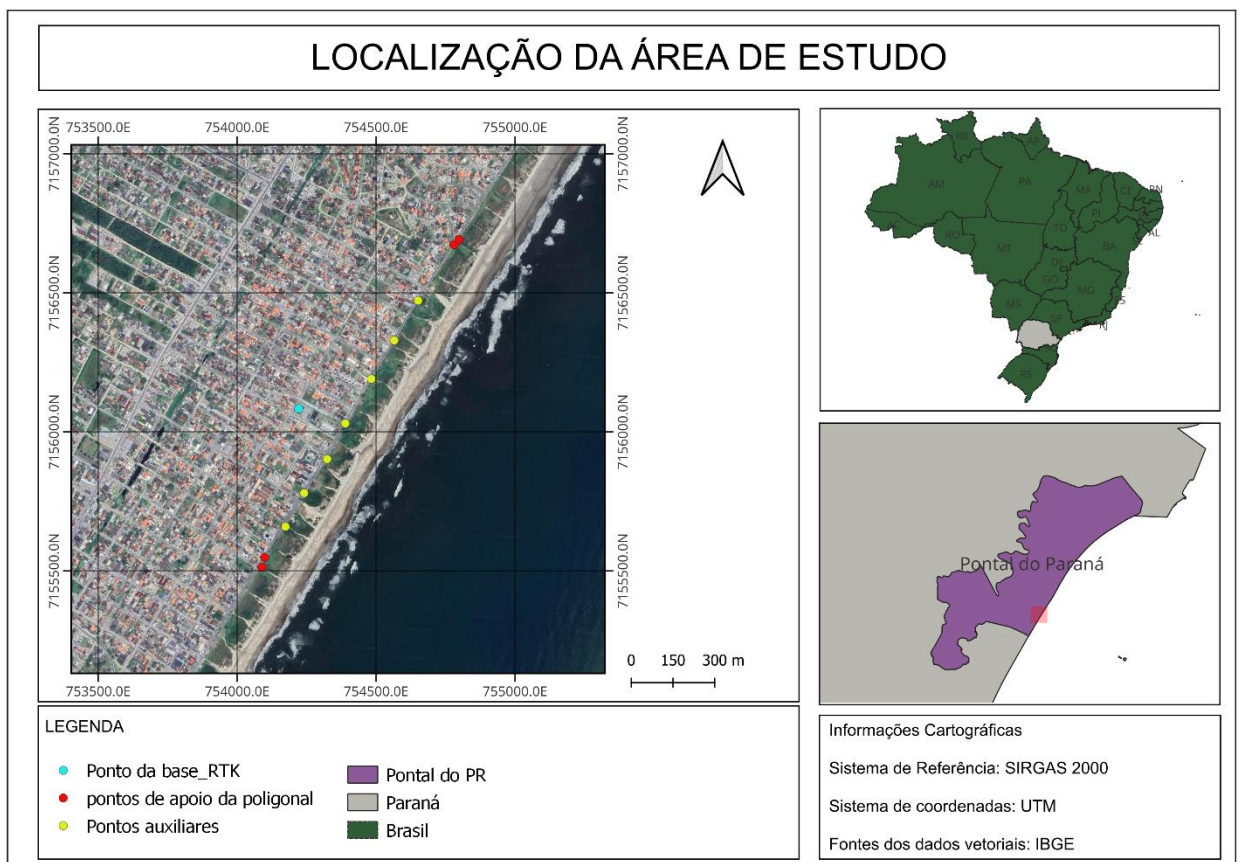 LOCALIZAÇÃO DA ÁREA DE ESTUDO
753500.0E 754000.0E 754500.0E 755000.0E
7157000.0N 7157000.0N
7156500.0N 7156500.0N
7156000.0N 7156000.0N
7155500.0N 7155500.0N
753500.0E 754000.0E 754500.0E 755000.0E
0 150 300 m
RR AP
AM PA MA CE RN
PI
RO TO AL
MT BA
DF
GO
MS MG ES
SP RJ
RS
Pontal do Paraná
LEGENDA
Ponto da base_RTK
pontos de apoio da poligonal
Pontos auxiliares
Pontal do PR
Paraná
Brasil
Informações Cartográficas
Sistema de Referência: SIRGAS 2000
Sistema de coordenadas: UTM
Fontes dos dados vetoriais: IBGE